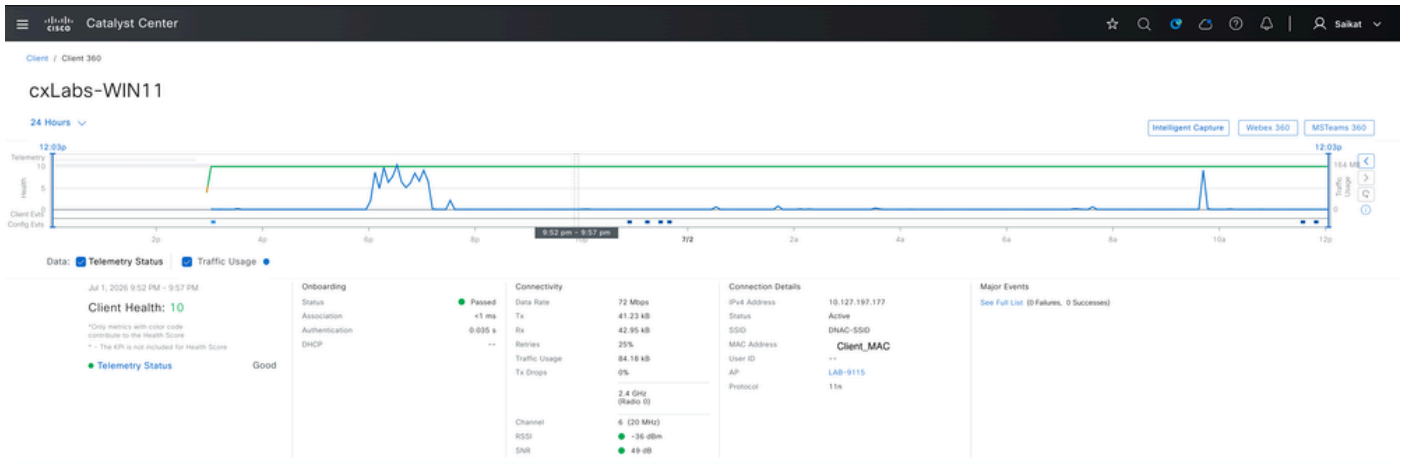 cisco Catalyst Center
Saikat
Client / Client 360
cxLabs-WIN11
24 Hours
Intelligent Capture
Webex 360
MSTeams 360
12:03p
12:03p
Telemetry
10
5
0
Health
Client Evts
Config Evts
164 MB
0
Traffic Usage
2p 4p 6p 8p 10p 7/2 2a 4a 6a 8a 10a 12p
9:52 pm - 9:57 pm
Data: Telemetry Status Traffic Usage
Jul 1, 2026 9:52 PM - 9:57 PM
Client Health: 10
*Only metrics with color code
contribute to the Health Score
* - The KPI is not included for Health Score
Telemetry Status Good
Onboarding
Status Passed
Association <1 ms
Authentication 0.035 s
DHCP --
Connectivity
Data Rate 72 Mbps
Tx 41.23 kB
Rx 42.95 kB
Retries 25%
Traffic Usage 84.18 kB
Tx Drops 0%
2.4 GHz
(Radio 0)
Channel 6 (20 MHz)
RSSI -36 dBm
SNR 49 dB
Connection Details
IPv4 Address 10.127.197.177
Status Active
SSID DNAC-SSID
MAC Address Client_MAC
User ID --
AP LAB-9115
Protocol 11n
Major Events
See Full List (0 Failures, 0 Successes)